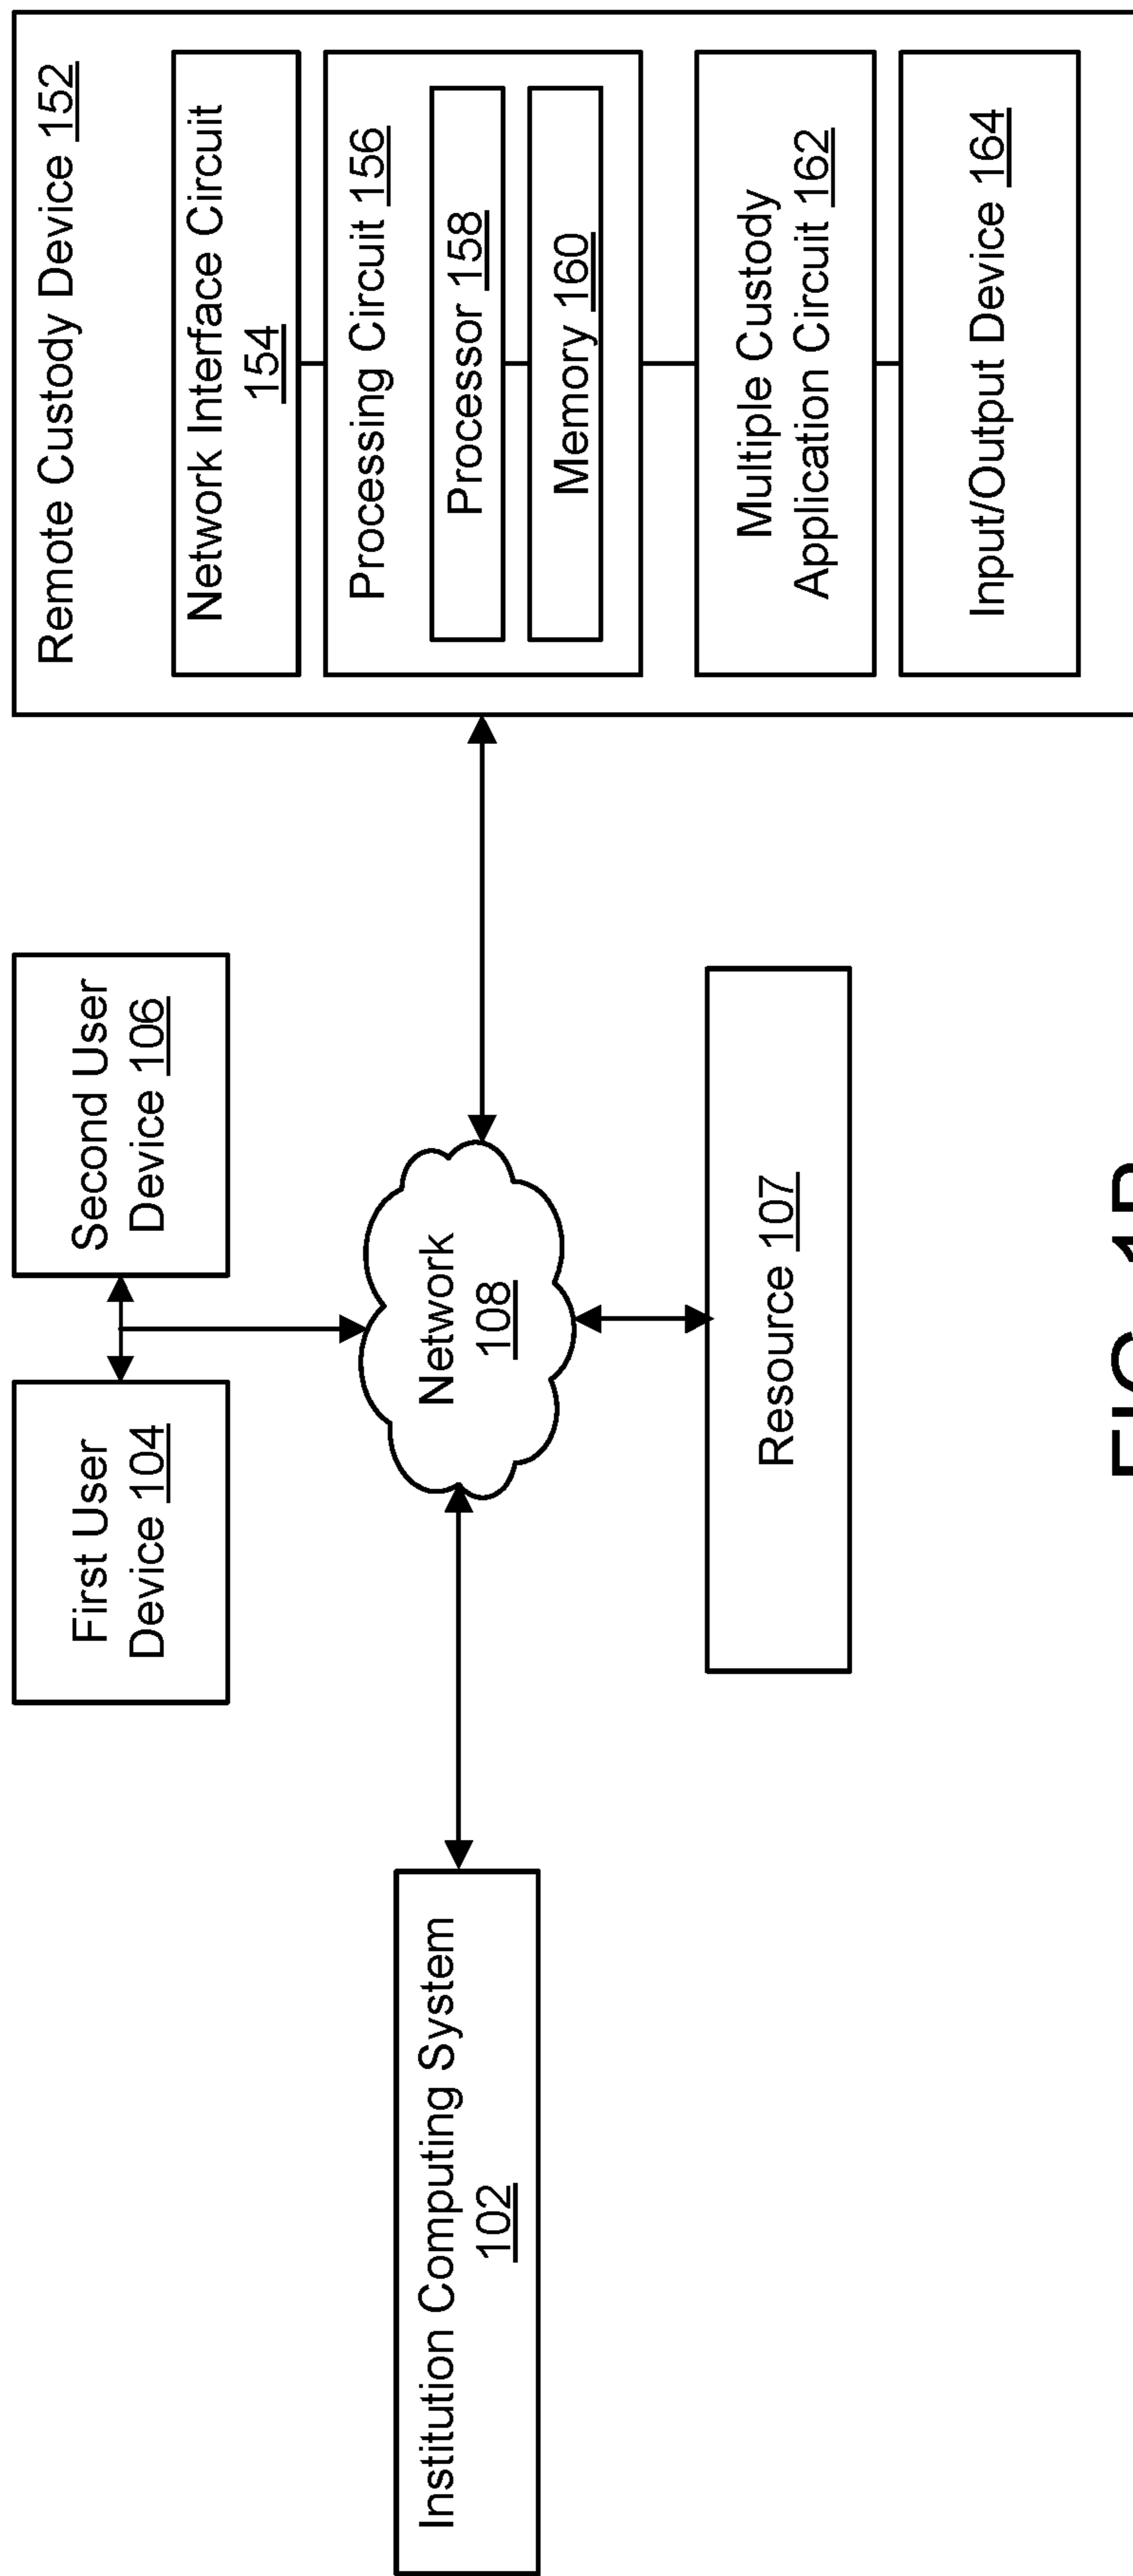 First User
Device 104
Second User
Device 106
Institution Computing System
102
Network
108
Resource 107
Remote Custody Device 152
Network Interface Circuit
154
Processing Circuit 156
Processor 158
Memory 160
Multiple Custody
Application Circuit 162
Input/Output Device 164